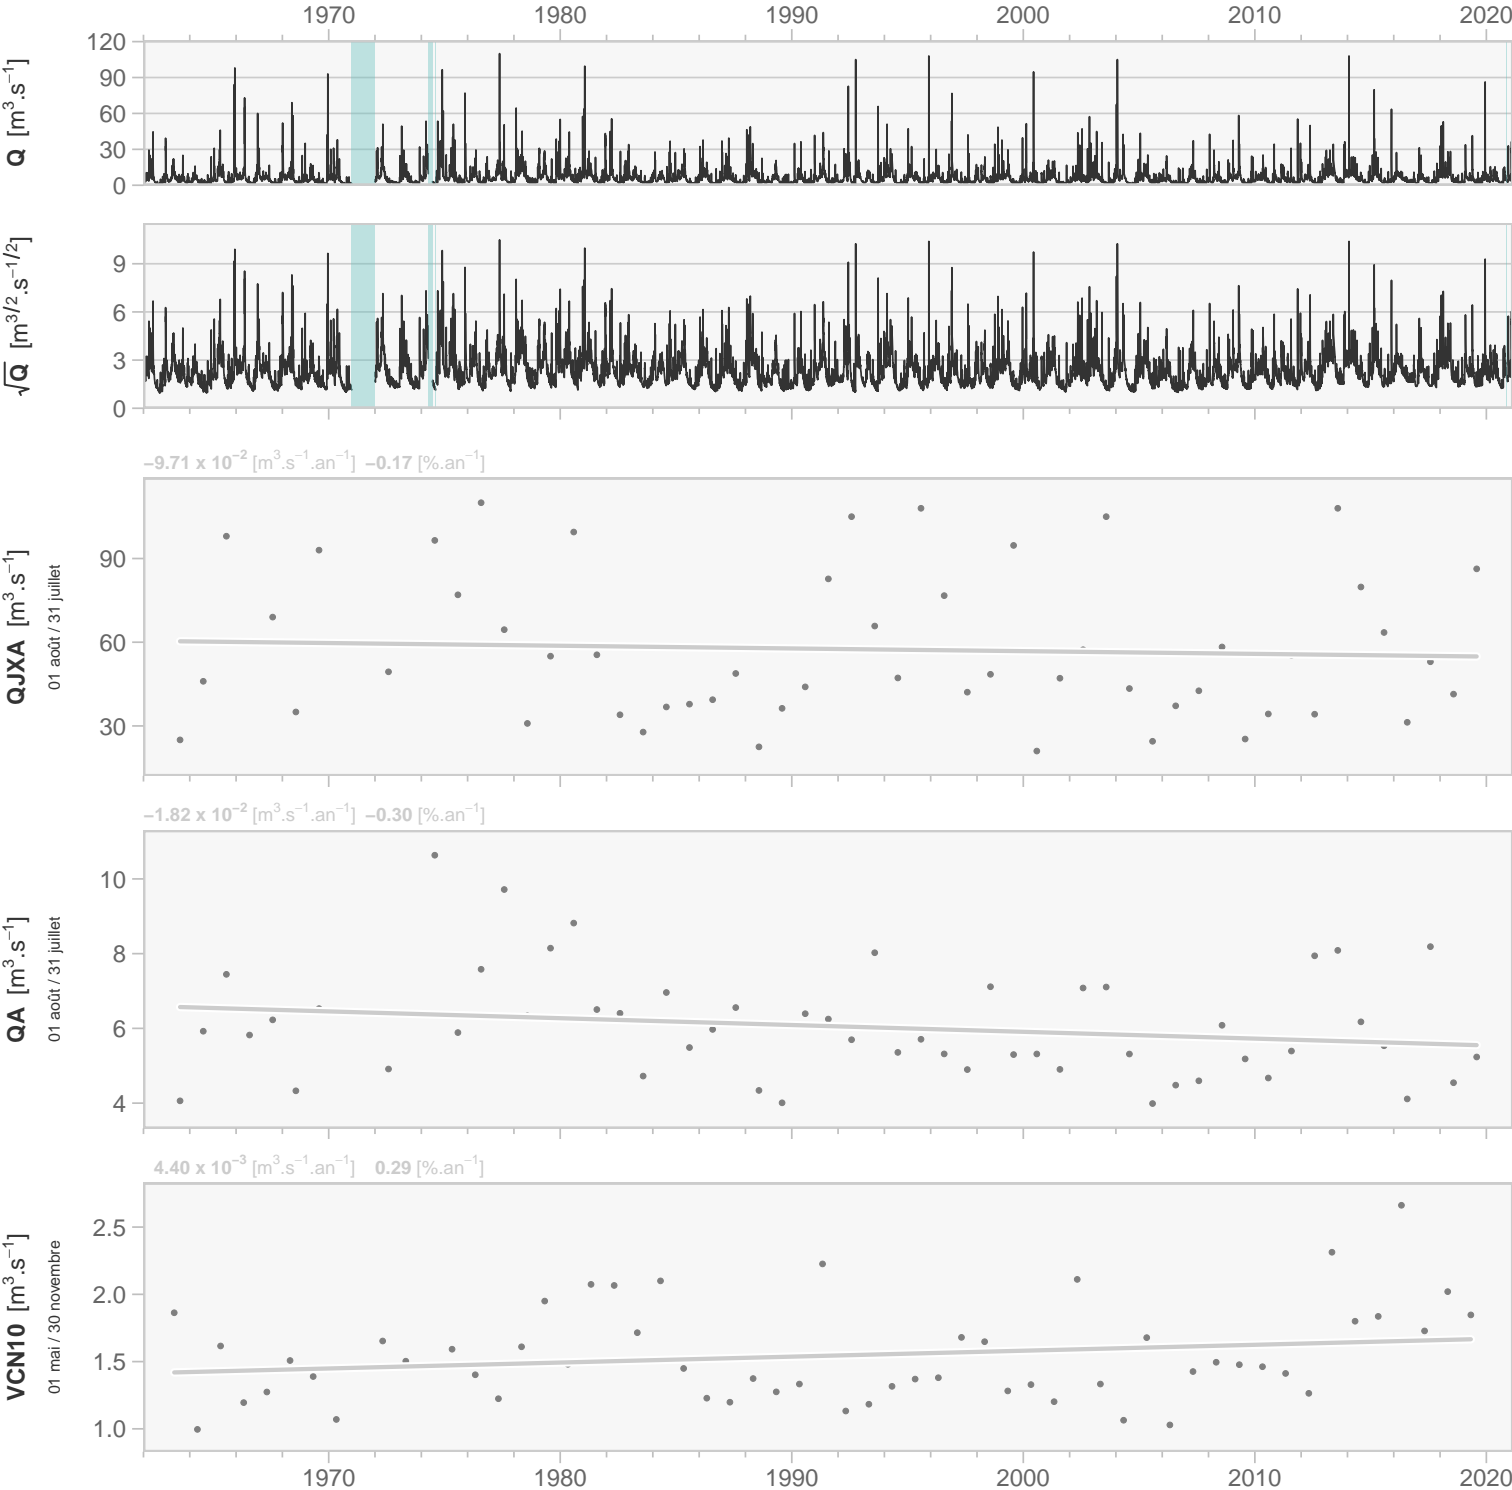 1970 1980 1990 2000 2010 2020
Q [m³.s⁻¹]
120
90
60
30
0
√Q [m³ᐟ².s⁻¹ᐟ²]
9
6
3
0
−9.71 x 10⁻² [m³.s⁻¹.an⁻¹] −0.17 [%.an⁻¹]
QJXA [m³.s⁻¹]
01 août / 31 juillet
90
60
30
−1.82 x 10⁻² [m³.s⁻¹.an⁻¹] −0.30 [%.an⁻¹]
QA [m³.s⁻¹]
01 août / 31 juillet
10
8
6
4
4.40 x 10⁻³ [m³.s⁻¹.an⁻¹] 0.29 [%.an⁻¹]
VCN10 [m³.s⁻¹]
01 mai / 30 novembre
2.5
2.0
1.5
1.0
1970 1980 1990 2000 2010 2020